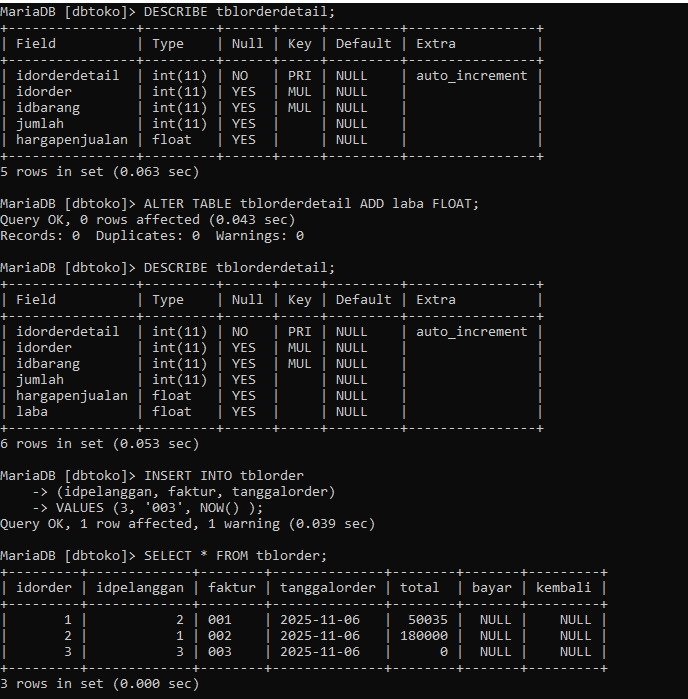 MariaDB [dbtoko]> DESCRIBE tblorderdetail;
+----------------+---------+------+-----+---------+----------------+
| Field          | Type    | Null | Key | Default | Extra          |
+----------------+---------+------+-----+---------+----------------+
| idorderdetail  | int(11) | NO   | PRI | NULL    | auto_increment |
| idorder        | int(11) | YES  | MUL | NULL    |                |
| idbarang       | int(11) | YES  | MUL | NULL    |                |
| jumlah         | int(11) | YES  |     | NULL    |                |
| hargapenjualan | float   | YES  |     | NULL    |                |
+----------------+---------+------+-----+---------+----------------+
5 rows in set (0.063 sec)
MariaDB [dbtoko]> ALTER TABLE tblorderdetail ADD laba FLOAT;
Query OK, 0 rows affected (0.043 sec)
Records: 0  Duplicates: 0  Warnings: 0
MariaDB [dbtoko]> DESCRIBE tblorderdetail;
+----------------+---------+------+-----+---------+----------------+
| Field          | Type    | Null | Key | Default | Extra          |
+----------------+---------+------+-----+---------+----------------+
| idorderdetail  | int(11) | NO   | PRI | NULL    | auto_increment |
| idorder        | int(11) | YES  | MUL | NULL    |                |
| idbarang       | int(11) | YES  | MUL | NULL    |                |
| jumlah         | int(11) | YES  |     | NULL    |                |
| hargapenjualan | float   | YES  |     | NULL    |                |
| laba           | float   | YES  |     | NULL    |                |
+----------------+---------+------+-----+---------+----------------+
6 rows in set (0.053 sec)
MariaDB [dbtoko]> INSERT INTO tblorder
    -> (idpelanggan, faktur, tanggalorder)
    -> VALUES (3, '003', NOW() );
Query OK, 1 row affected, 1 warning (0.039 sec)
MariaDB [dbtoko]> SELECT * FROM tblorder;
+---------+-------------+--------+--------------+--------+-------+---------+
| idorder | idpelanggan | faktur | tanggalorder | total  | bayar | kembali |
+---------+-------------+--------+--------------+--------+-------+---------+
|       1 |           2 | 001    | 2025-11-06   |  50035 |  NULL |    NULL |
|       2 |           1 | 002    | 2025-11-06   | 180000 |  NULL |    NULL |
|       3 |           3 | 003    | 2025-11-06   |      0 |  NULL |    NULL |
+---------+-------------+--------+--------------+--------+-------+---------+
3 rows in set (0.000 sec)